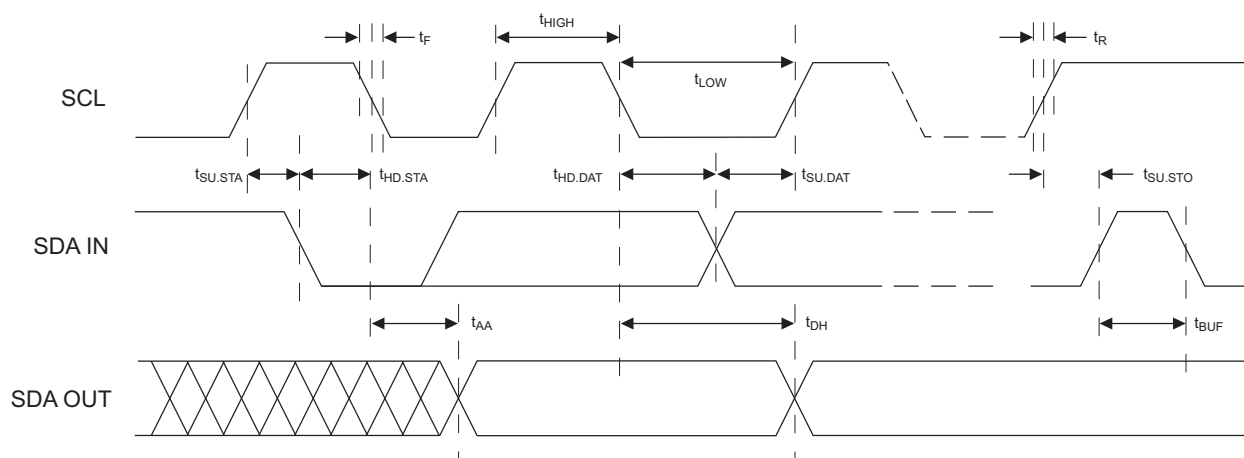 tHIGH
tF
tR
tLOW
SCL
tSU.STA
tHD.STA
tHD.DAT
tSU.DAT
tSU.STO
SDA IN
tAA
tDH
tBUF
SDA OUT